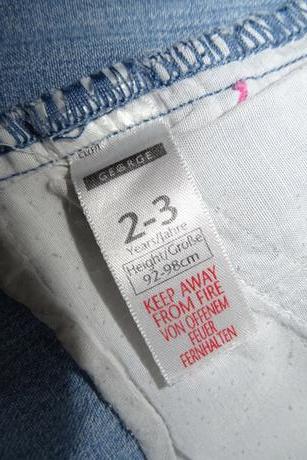 GEORGE
2-3
Years/Jahre
Height/Größe
92-98cm
KEEP AWAY
FROM FIRE
VON OFFENEM
FEUER
FERNHALTEN